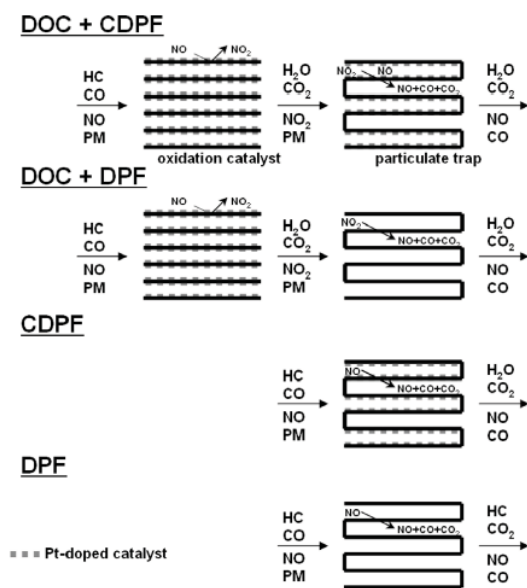 DOC + CDPF
NO NO2
HC H2O NO2 NO H2O
CO CO2 NO+CO+CO2 CO2
NO NO2 NO
PM PM CO
oxidation catalyst particulate trap
DOC + DPF
NO NO2
HC H2O NO2 H2O
CO CO2 NO+CO+CO2 CO2
NO NO2 NO
PM PM CO
CDPF
HC NO H2O
CO NO+CO+CO2 CO2
NO NO
PM CO
DPF
HC NO HC
CO NO+CO+CO2 CO2
NO NO
PM CO
Pt-doped catalyst